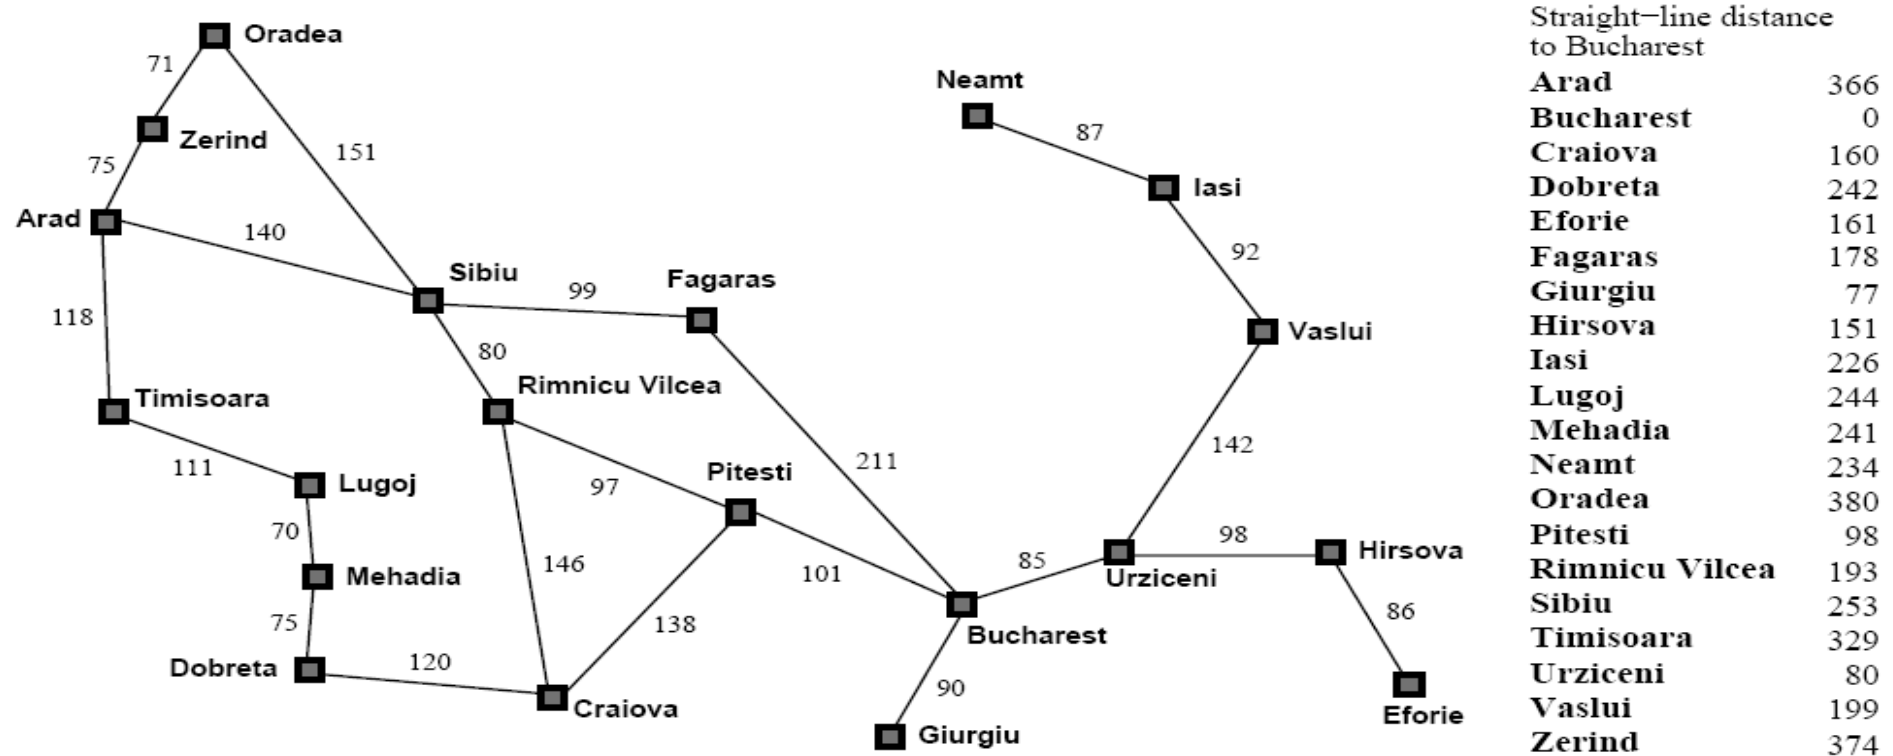 Oradea
71
Zerind
75
151
Arad
140
118
Sibiu
99
Fagaras
80
Timisoara
Rimnicu Vilcea
111
Lugoj
97
Pitesti
211
70
Mehadia
146
101
75
138
Dobreta
120
Craiova
Neamt
87
Iasi
92
Vaslui
142
98
Hirsova
85
Urziceni
86
Bucharest
90
Giurgiu
Eforie
Straight−line distance
to Bucharest
Arad 366
Bucharest 0
Craiova 160
Dobreta 242
Eforie 161
Fagaras 178
Giurgiu 77
Hirsova 151
Iasi 226
Lugoj 244
Mehadia 241
Neamt 234
Oradea 380
Pitesti 98
Rimnicu Vilcea 193
Sibiu 253
Timisoara 329
Urziceni 80
Vaslui 199
Zerind 374